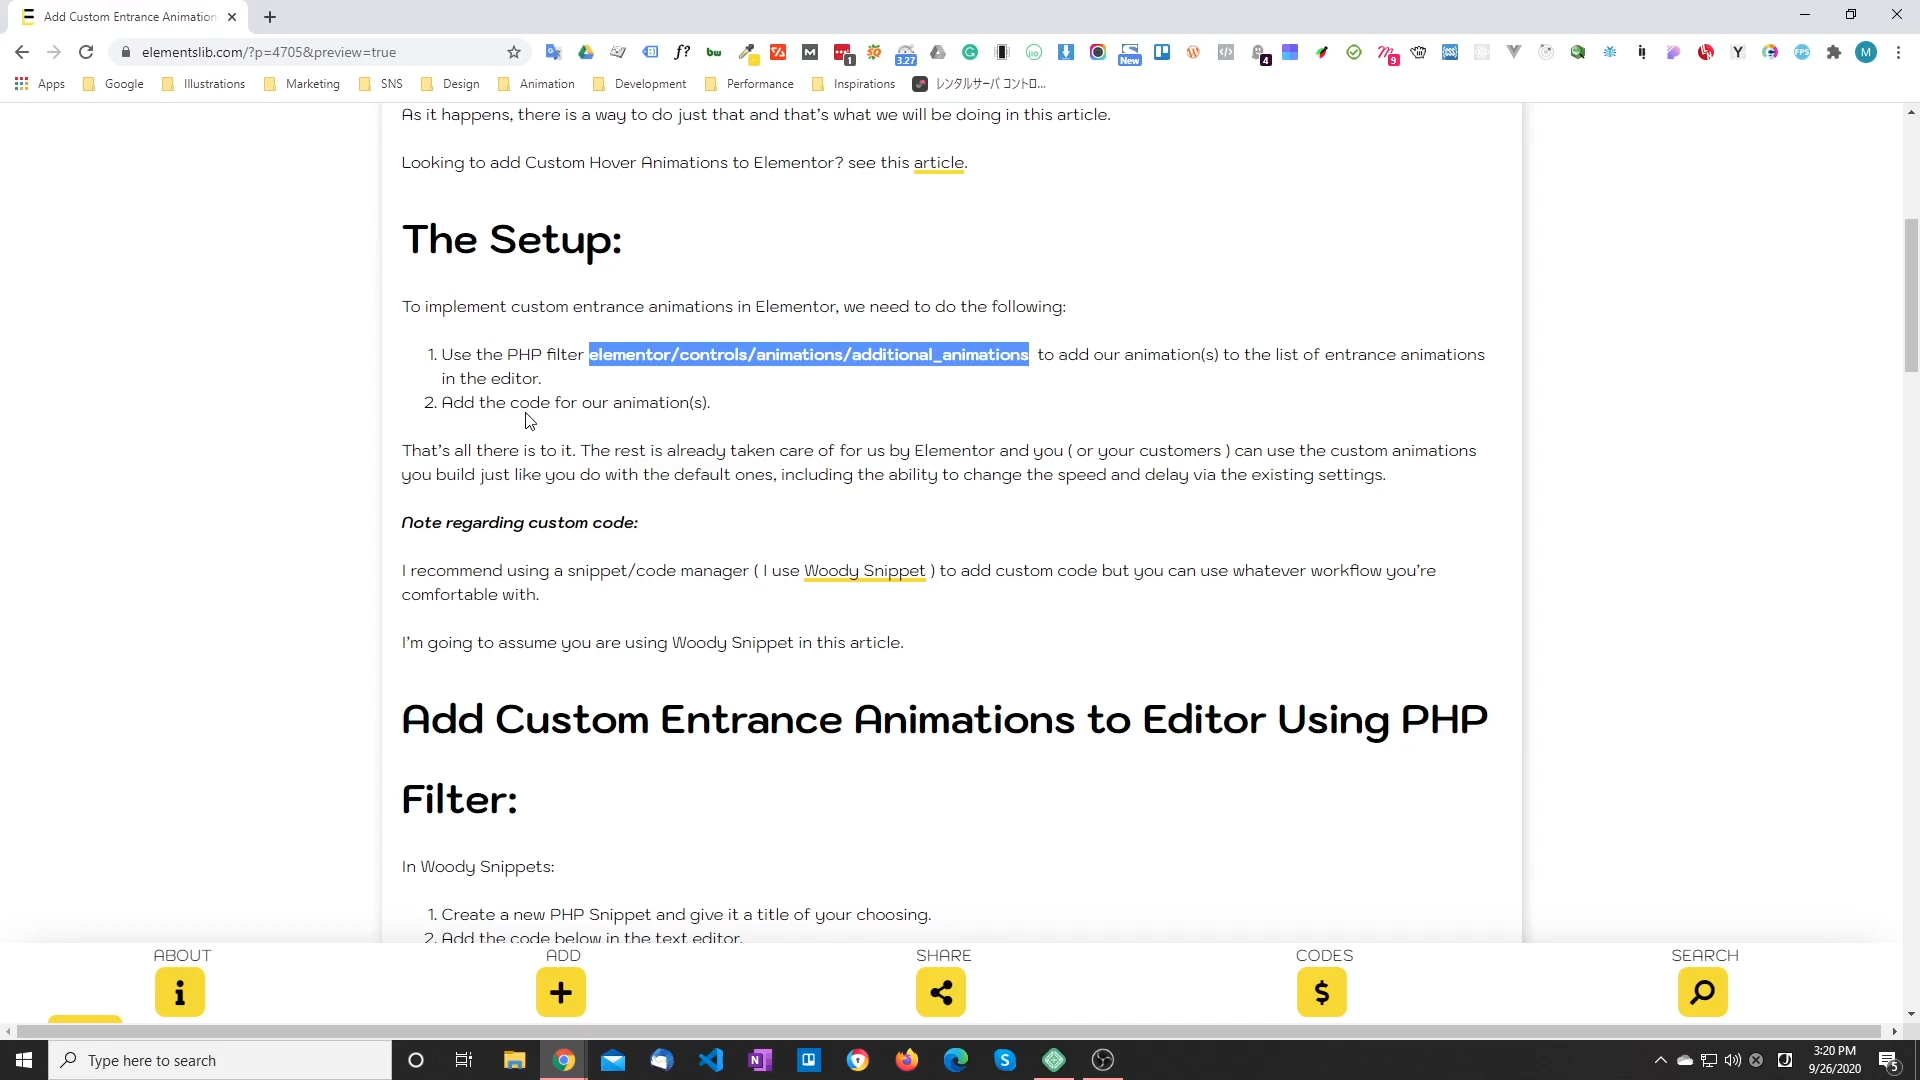 Add Custom Entrance Animation
elementslib.com/?p=4705&preview=true
Apps Google Illustrations Marketing SNS Design Animation Development Performance Inspirations レンタルサーバ コントロ...
As it happens, there is a way to do just that and that's what we will be doing in this article.
Looking to add Custom Hover Animations to Elementor? see this article.
The Setup:
To implement custom entrance animations in Elementor, we need to do the following:
1. Use the PHP filter elementor/controls/animations/additional_animations to add our animation(s) to the list of entrance animations
in the editor.
2. Add the code for our animation(s).
That's all there is to it. The rest is already taken care of for us by Elementor and you ( or your customers ) can use the custom animations
you build just like you do with the default ones, including the ability to change the speed and delay via the existing settings.
Note regarding custom code:
I recommend using a snippet/code manager ( I use Woody Snippet ) to add custom code but you can use whatever workflow you're
comfortable with.
I'm going to assume you are using Woody Snippet in this article.
Add Custom Entrance Animations to Editor Using PHP
Filter:
In Woody Snippets:
1. Create a new PHP Snippet and give it a title of your choosing.
2. Add the code below in the text editor.
ABOUT ADD SHARE CODES SEARCH
Type here to search
3:20 PM
9/26/2020
5